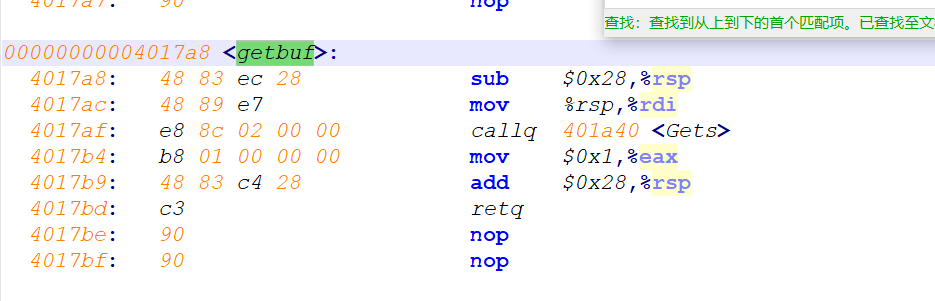 4017a7: 90 nop
查找：查找到从上到下的首个匹配项。已查找至文
00000000004017a8 <getbuf>:
4017a8: 48 83 ec 28 sub $0x28,%rsp
4017ac: 48 89 e7 mov %rsp,%rdi
4017af: e8 8c 02 00 00 callq 401a40 <Gets>
4017b4: b8 01 00 00 00 mov $0x1,%eax
4017b9: 48 83 c4 28 add $0x28,%rsp
4017bd: c3 retq
4017be: 90 nop
4017bf: 90 nop